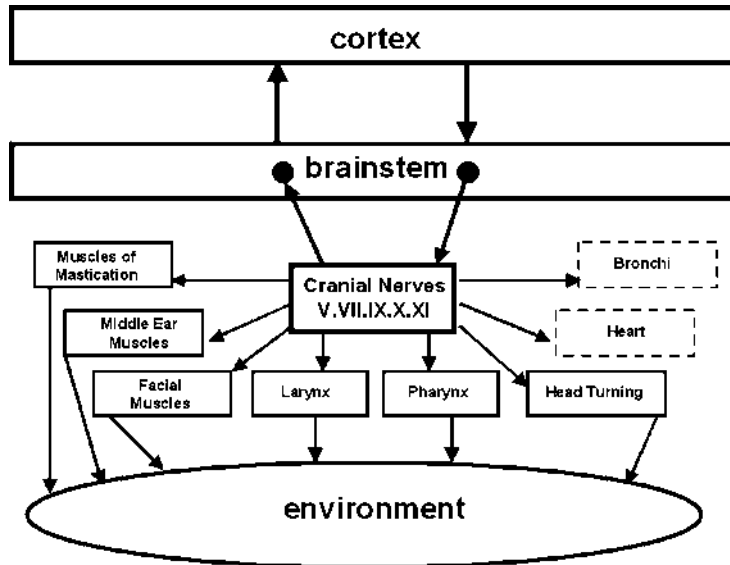 cortex
brainstem
Muscles of
Mastication
Cranial Nerves
V.VII.IX.X.XI
Bronchi
Middle Ear
Muscles
Heart
Facial
Muscles
Larynx
Pharynx
Head Turning
environment